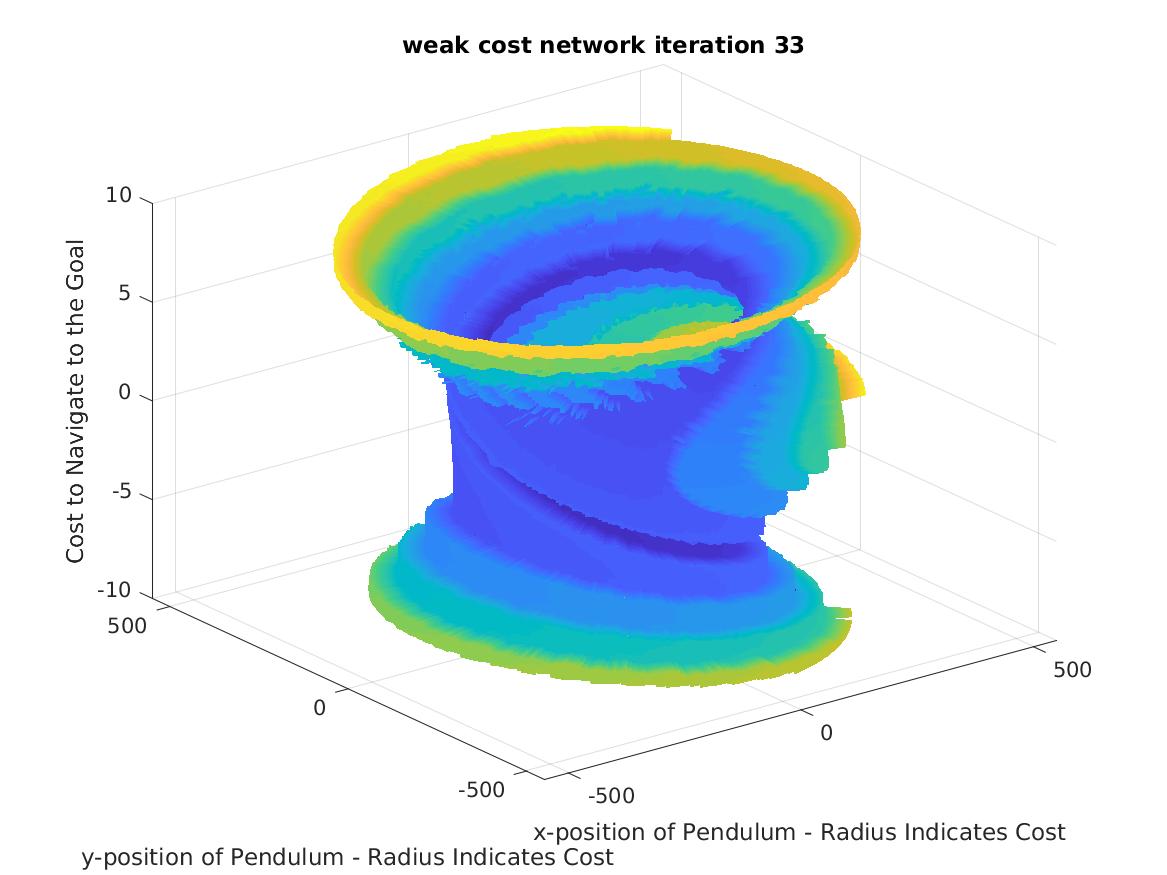 weak cost network iteration 33
Cost to Navigate to the Goal
10
5
0
-5
-10
500
0
-500
-500
0
500
x-position of Pendulum - Radius Indicates Cost
y-position of Pendulum - Radius Indicates Cost